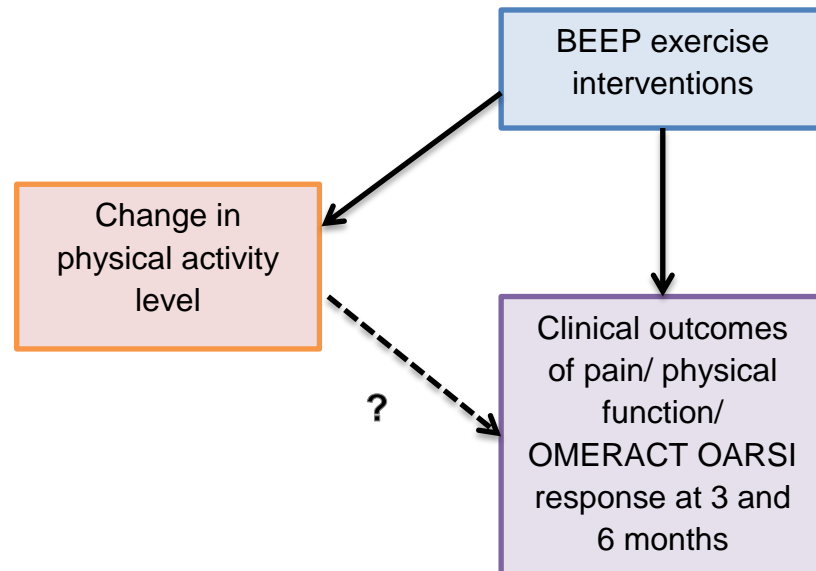 BEEP exercise
interventions
Change in
physical activity
level
?
Clinical outcomes
of pain/ physical
function/
OMERACT OARSI
response at 3 and
6 months